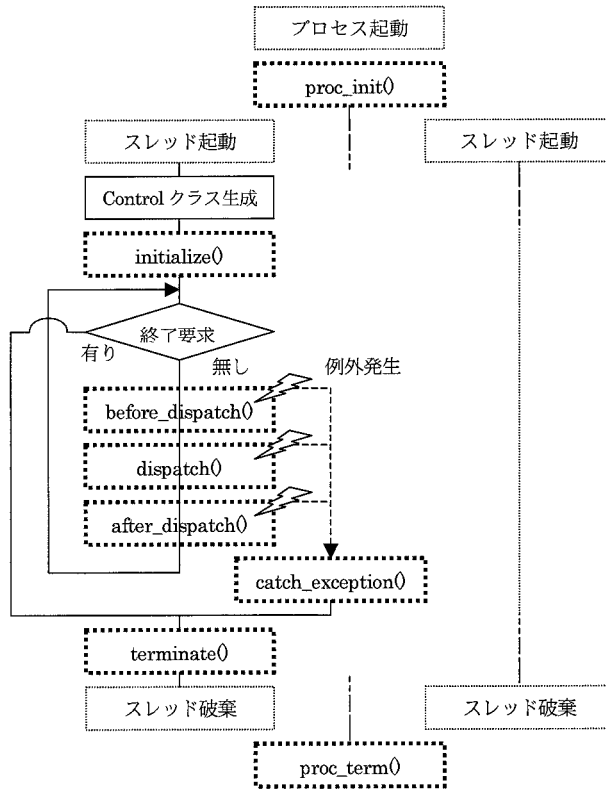 プロセス起動
proc_init()
スレッド起動
スレッド起動
Control クラス生成
initialize()
終了要求
有り
無し
例外発生
before_dispatch()
dispatch()
after_dispatch()
catch_exception()
terminate()
スレッド破棄
スレッド破棄
proc_term()